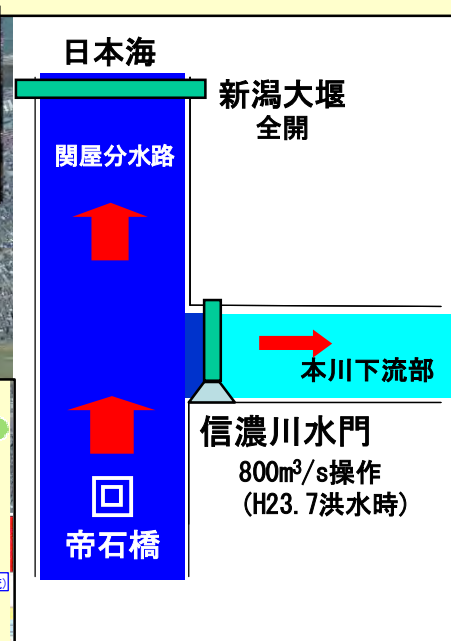 日本海
新潟大堰
全開
関屋分水路
本川下流部
信濃川水門
800m³/s操作
(H23.7洪水時)
帝石橋